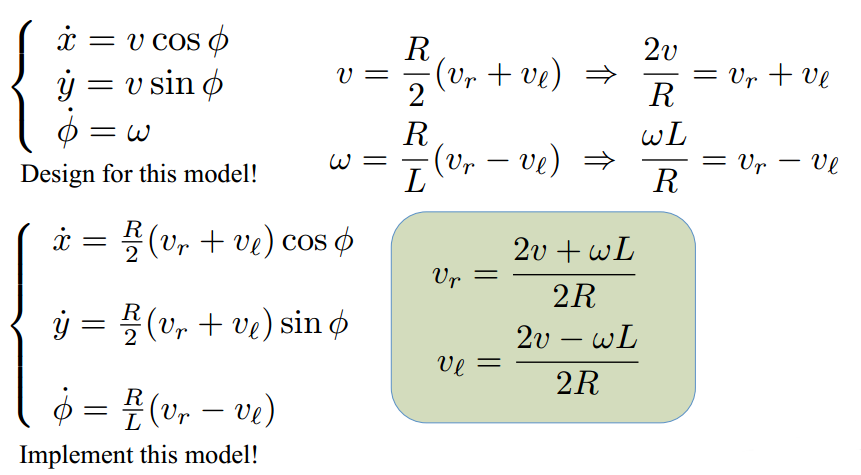 ẋ = v cos ϕ
ẏ = v sin ϕ
ϕ̇ = ω
Design for this model!
v = R/2 (v_r + v_ℓ) ⇒ 2v/R = v_r + v_ℓ
ω = R/L (v_r − v_ℓ) ⇒ ωL/R = v_r − v_ℓ
ẋ = R/2 (v_r + v_ℓ) cos ϕ
ẏ = R/2 (v_r + v_ℓ) sin ϕ
ϕ̇ = R/L (v_r − v_ℓ)
Implement this model!
v_r = (2v + ωL)/(2R)
v_ℓ = (2v − ωL)/(2R)